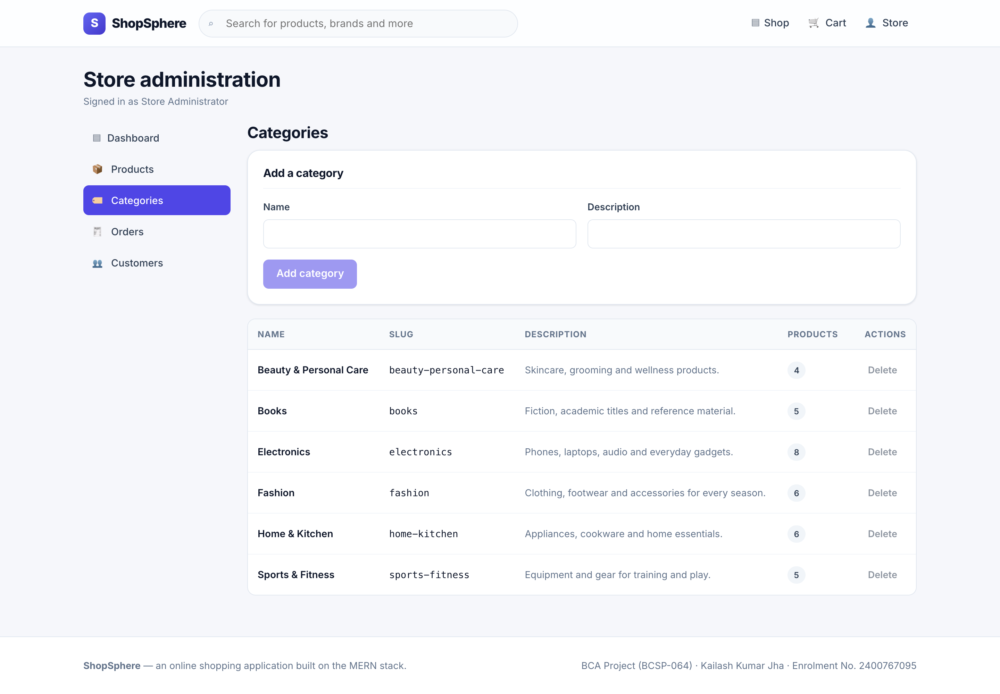 S ShopSphere Search for products, brands and more Shop Cart Store
Store administration
Signed in as Store Administrator
Dashboard
Products
Categories
Orders
Customers
Categories
Add a category
Name Description
Add category
NAME SLUG DESCRIPTION PRODUCTS ACTIONS
Beauty & Personal Care beauty-personal-care Skincare, grooming and wellness products. 4 Delete
Books books Fiction, academic titles and reference material. 5 Delete
Electronics electronics Phones, laptops, audio and everyday gadgets. 8 Delete
Fashion fashion Clothing, footwear and accessories for every season. 6 Delete
Home & Kitchen home-kitchen Appliances, cookware and home essentials. 6 Delete
Sports & Fitness sports-fitness Equipment and gear for training and play. 5 Delete
ShopSphere — an online shopping application built on the MERN stack. BCA Project (BCSP-064) · Kailash Kumar Jha · Enrolment No. 2400767095